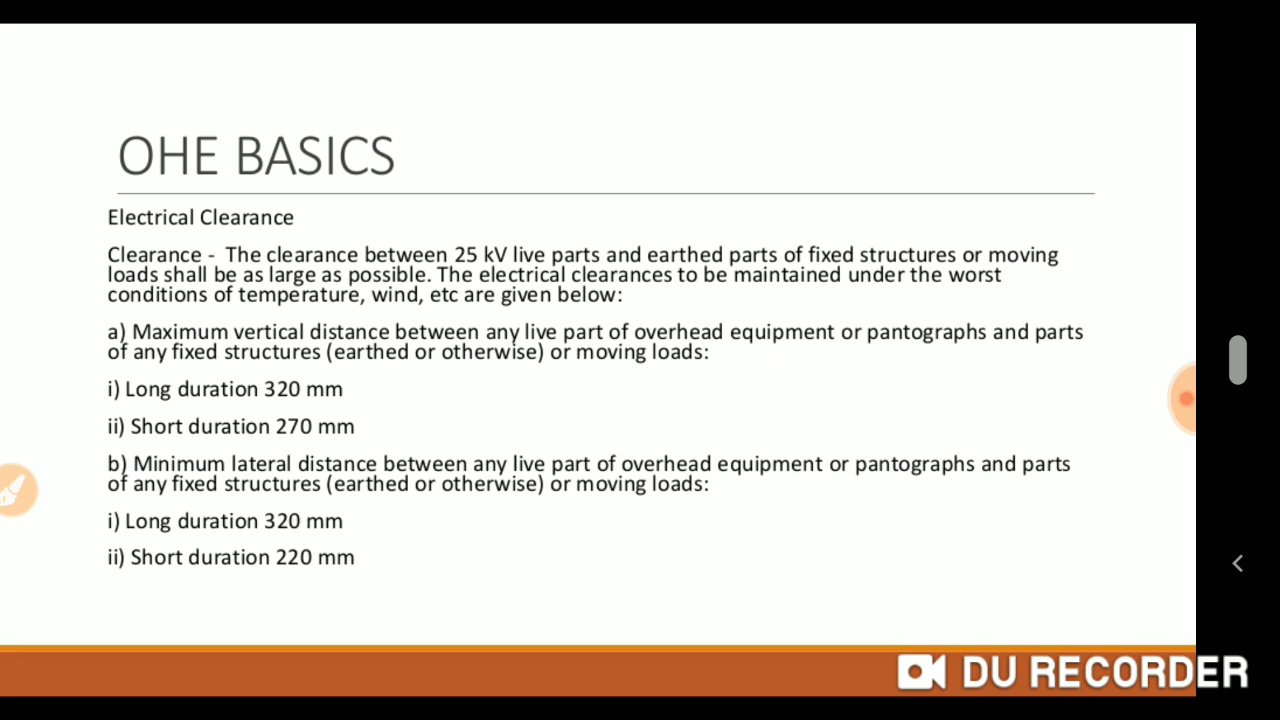 OHE BASICS
Electrical Clearance
Clearance - The clearance between 25 kV live parts and earthed parts of fixed structures or moving
loads shall be as large as possible. The electrical clearances to be maintained under the worst
conditions of temperature, wind, etc are given below:
a) Maximum vertical distance between any live part of overhead equipment or pantographs and parts
of any fixed structures (earthed or otherwise) or moving loads:
i) Long duration 320 mm
ii) Short duration 270 mm
b) Minimum lateral distance between any live part of overhead equipment or pantographs and parts
of any fixed structures (earthed or otherwise) or moving loads:
i) Long duration 320 mm
ii) Short duration 220 mm
DU RECORDER